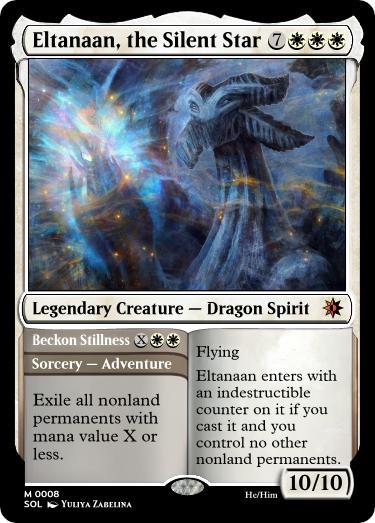 Eltanaan, the Silent Star 7
Legendary Creature — Dragon Spirit
Beckon Stillness X
Sorcery — Adventure
Exile all nonland
permanents with
mana value X or
less.
Flying
Eltanaan enters with
an indestructible
counter on it if you
cast it and you
control no other
nonland permanents.
10/10
M 0008
SOL YULIYA ZABELINA
He/Him